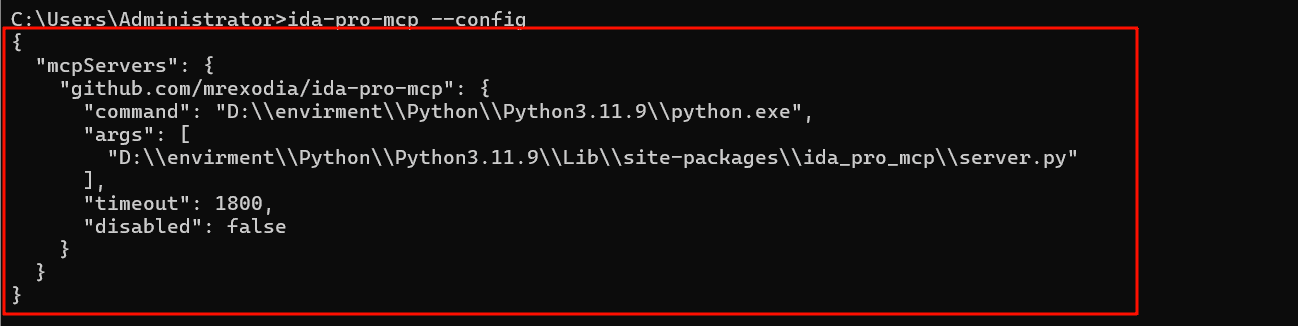 C:\Users\Administrator>ida-pro-mcp --config
{
  "mcpServers": {
    "github.com/mrexodia/ida-pro-mcp": {
      "command": "D:\\envirment\\Python\\Python3.11.9\\python.exe",
      "args": [
        "D:\\envirment\\Python\\Python3.11.9\\Lib\\site-packages\\ida_pro_mcp\\server.py"
      ],
      "timeout": 1800,
      "disabled": false
    }
  }
}